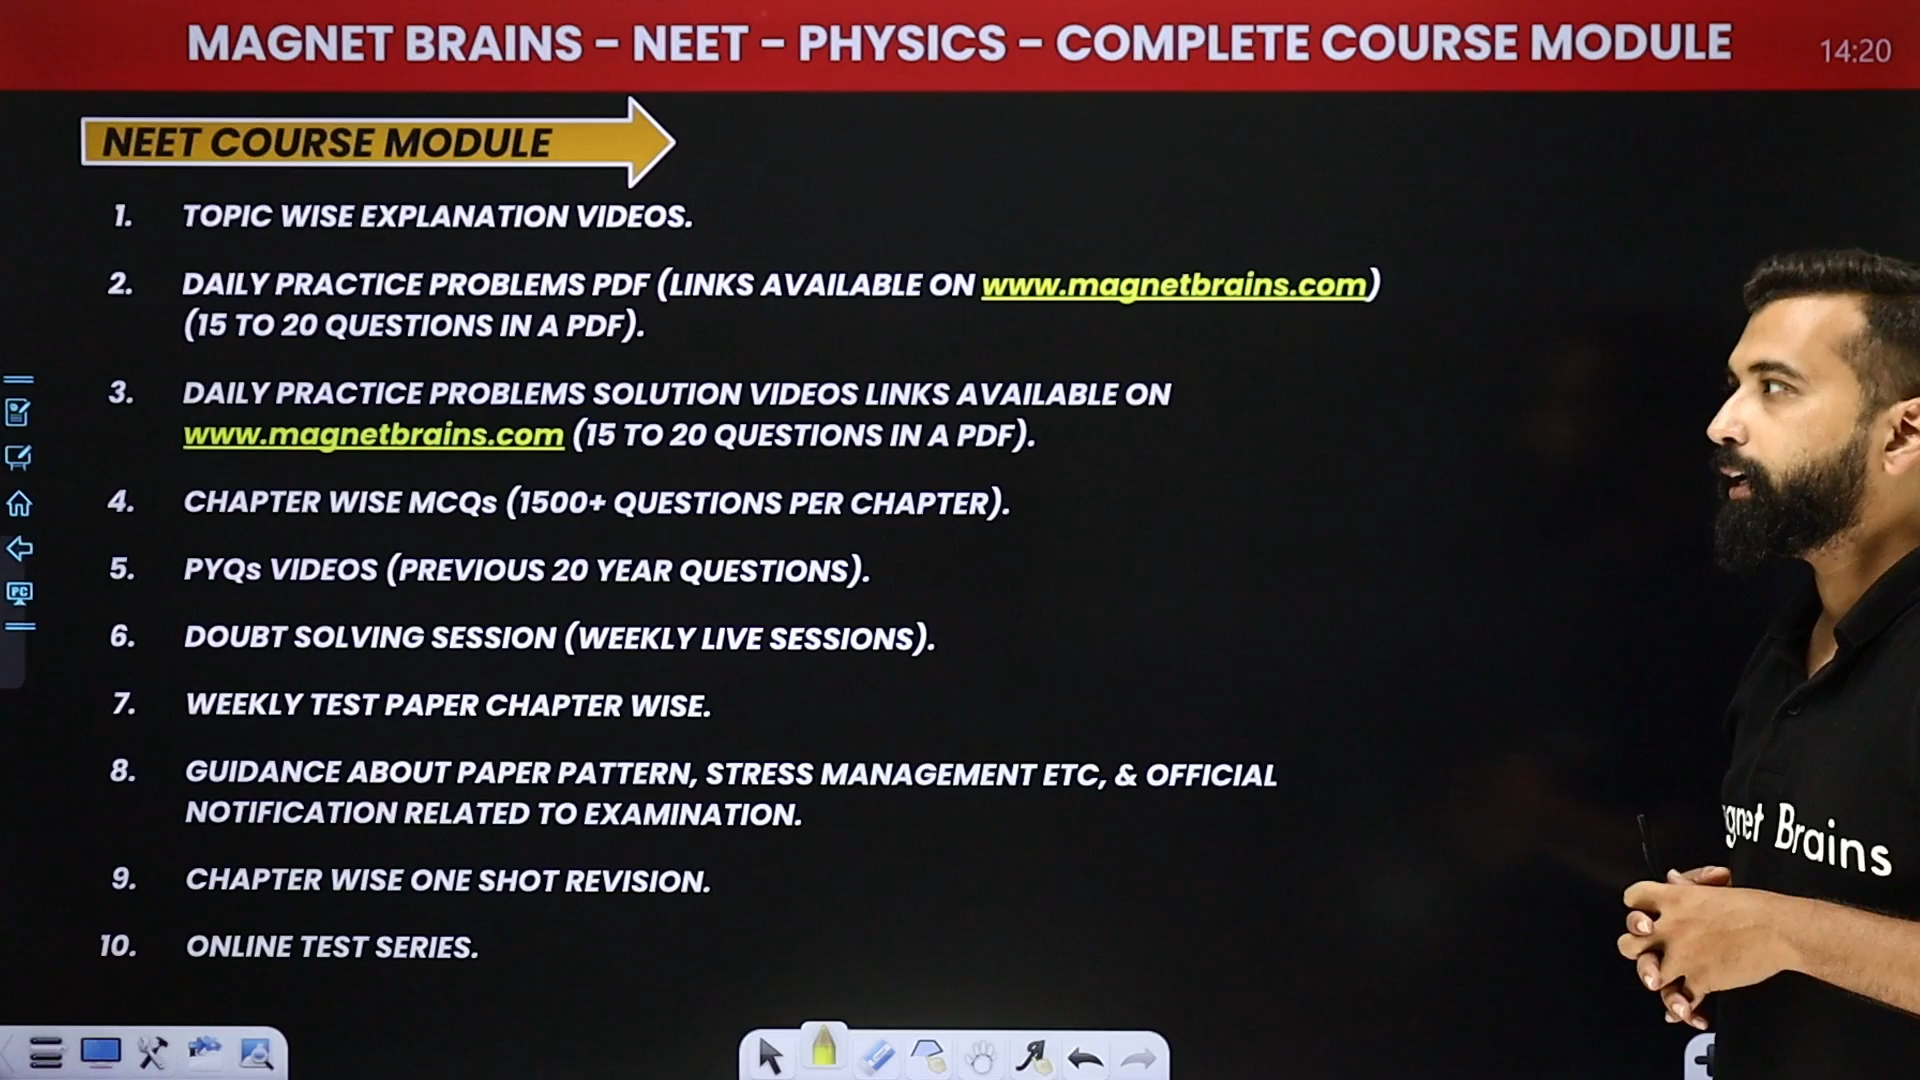 MAGNET BRAINS – NEET – PHYSICS – COMPLETE COURSE MODULE
14:20
NEET COURSE MODULE
1. TOPIC WISE EXPLANATION VIDEOS.
2. DAILY PRACTICE PROBLEMS PDF (LINKS AVAILABLE ON www.magnetbrains.com)
(15 TO 20 QUESTIONS IN A PDF).
3. DAILY PRACTICE PROBLEMS SOLUTION VIDEOS LINKS AVAILABLE ON
www.magnetbrains.com (15 TO 20 QUESTIONS IN A PDF).
4. CHAPTER WISE MCQs (1500+ QUESTIONS PER CHAPTER).
5. PYQs VIDEOS (PREVIOUS 20 YEAR QUESTIONS).
6. DOUBT SOLVING SESSION (WEEKLY LIVE SESSIONS).
7. WEEKLY TEST PAPER CHAPTER WISE.
8. GUIDANCE ABOUT PAPER PATTERN, STRESS MANAGEMENT ETC, & OFFICIAL
NOTIFICATION RELATED TO EXAMINATION.
9. CHAPTER WISE ONE SHOT REVISION.
10. ONLINE TEST SERIES.
PC
gnet Brains